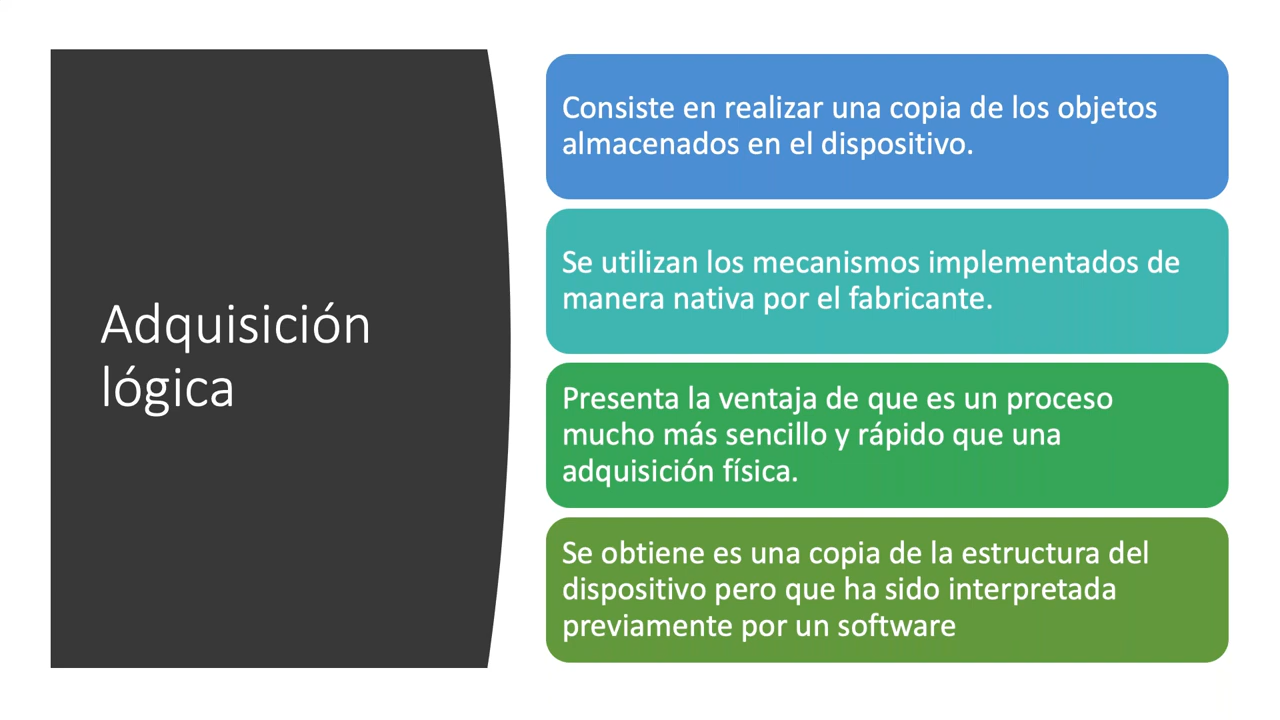 Adquisición
lógica
Consiste en realizar una copia de los objetos
almacenados en el dispositivo.
Se utilizan los mecanismos implementados de
manera nativa por el fabricante.
Presenta la ventaja de que es un proceso
mucho más sencillo y rápido que una
adquisición física.
Se obtiene es una copia de la estructura del
dispositivo pero que ha sido interpretada
previamente por un software